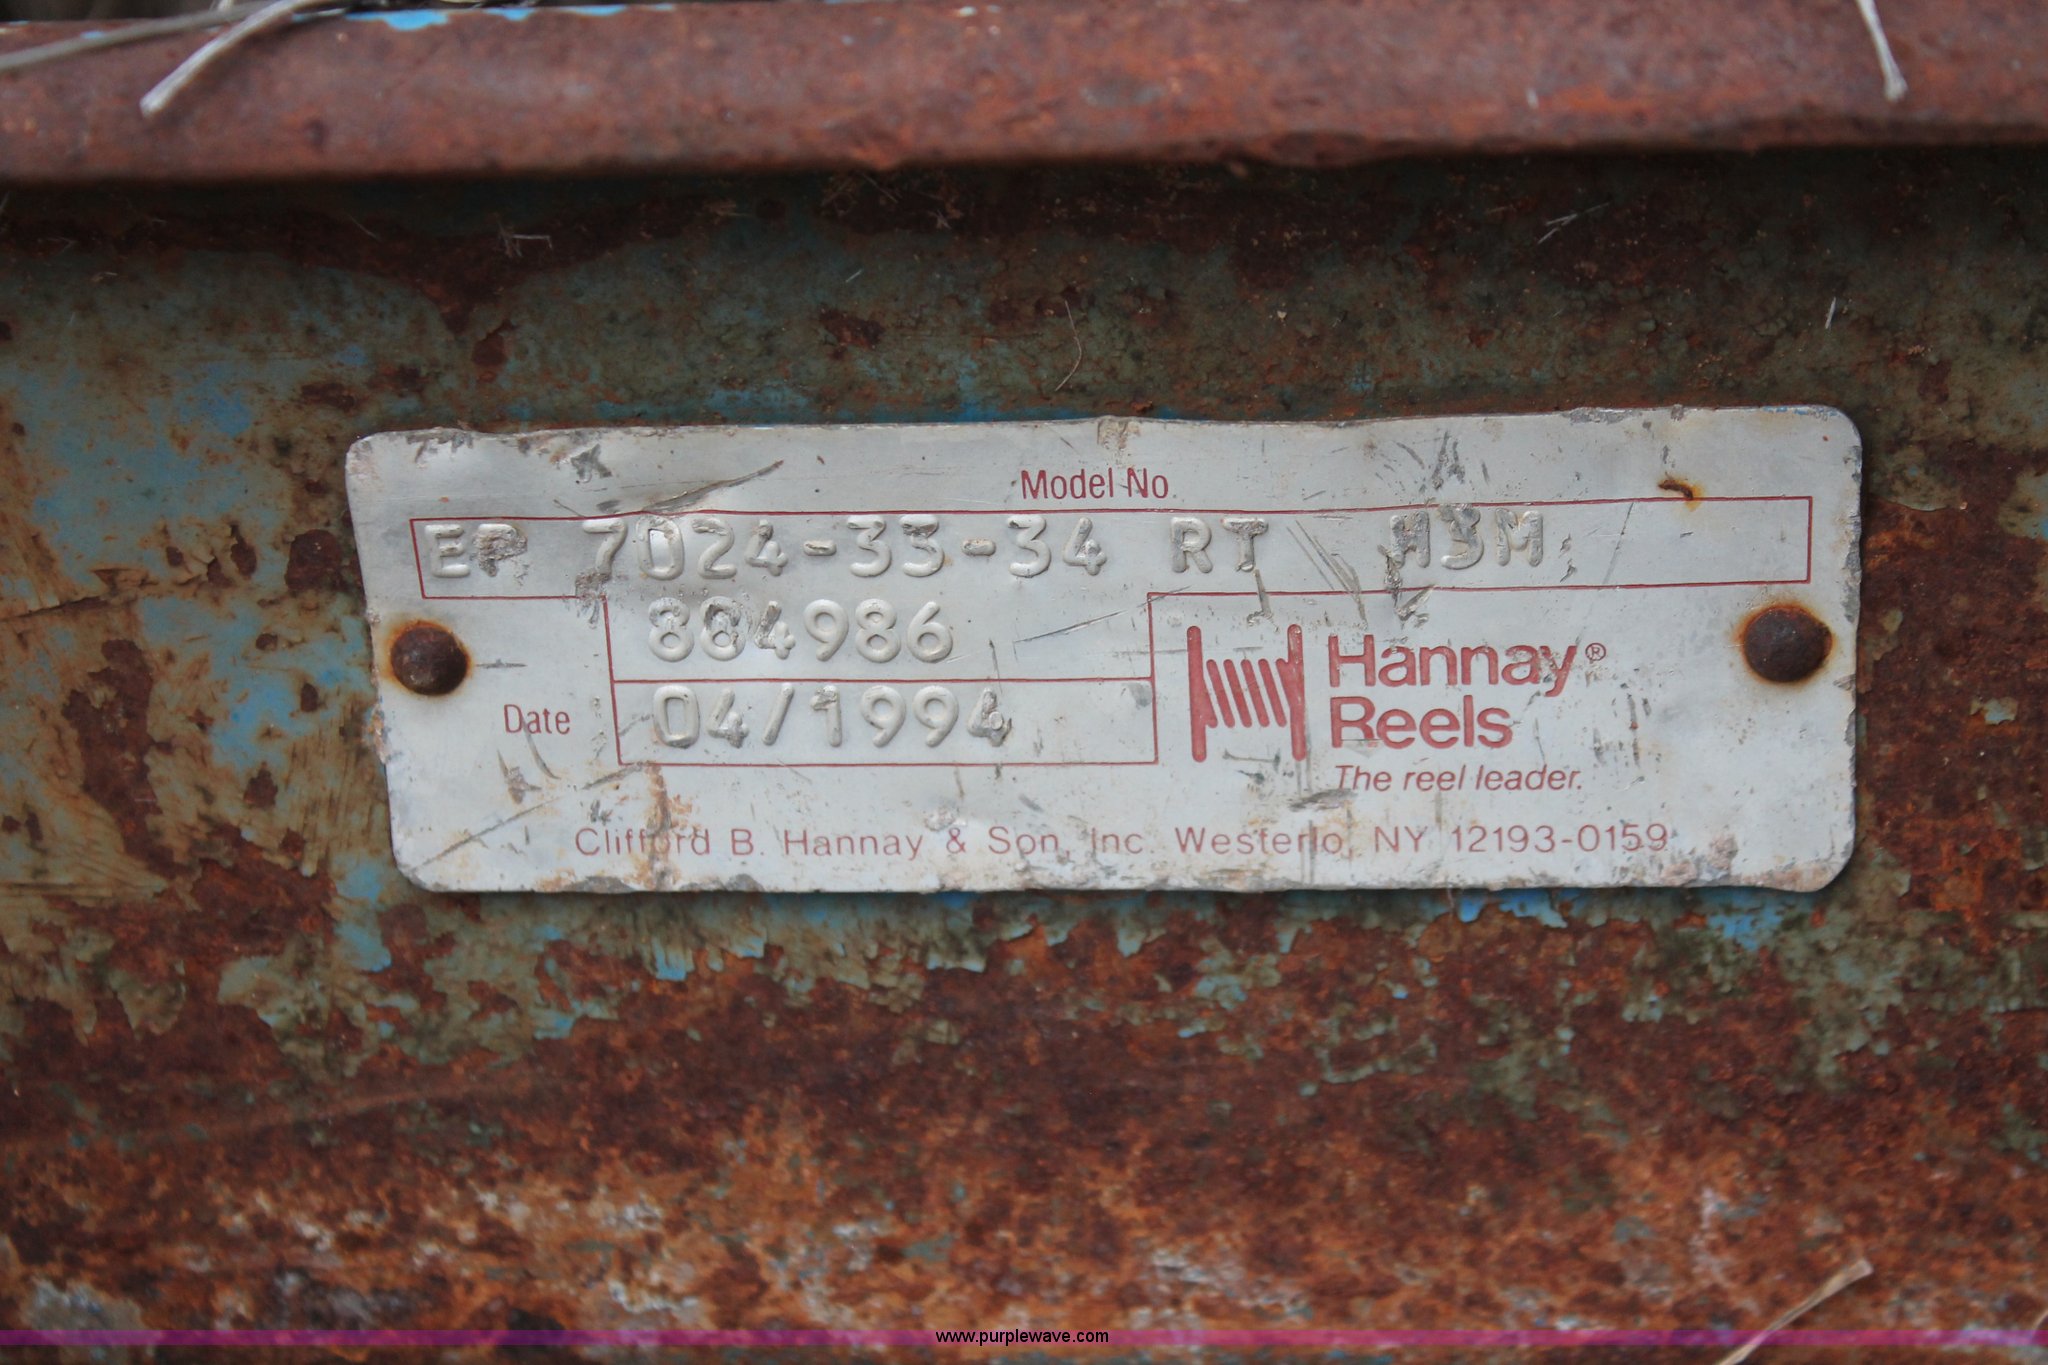 Model No.
EP 7024-33-34 RT M3M
884986
Date 04/1994
Hannay®
Reels
The reel leader.
Clifford B. Hannay & Son, Inc. Westerlo, NY 12193-0159
www.purplewave.com